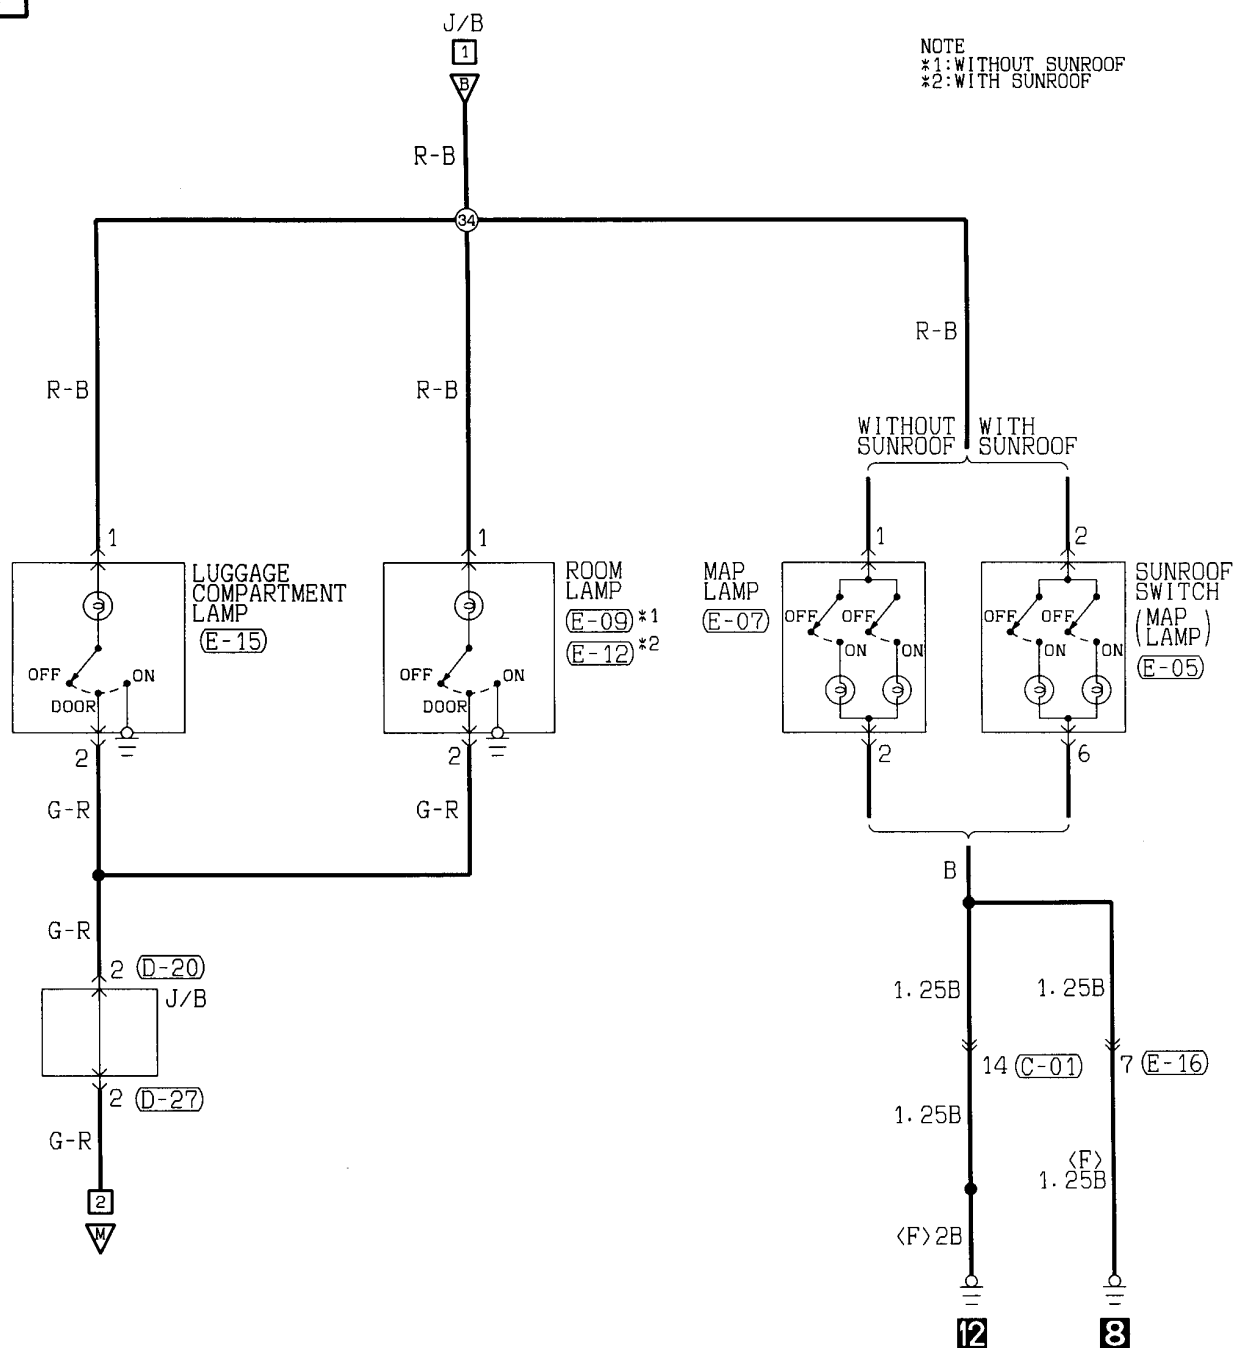 J/B
1
B
NOTE
*1:WITHOUT SUNROOF
*2:WITH SUNROOF
R-B
34
R-B
R-B
R-B
WITHOUT SUNROOF
WITH SUNROOF
1
1
1
2
LUGGAGE
COMPARTMENT
LAMP
E-15
OFF
ON
DOOR
2
ROOM
LAMP
E-09 *1
E-12 *2
OFF
ON
DOOR
2
MAP
LAMP
E-07
OFF
OFF
ON
ON
2
SUNROOF
SWITCH
(MAP
LAMP)
E-05
OFF
OFF
ON
ON
6
G-R
G-R
B
G-R
2 D-20
J/B
2 D-27
G-R
2
M
1.25B
1.25B
14 C-01
7 E-16
1.25B
<F>
1.25B
<F>2B
12
8